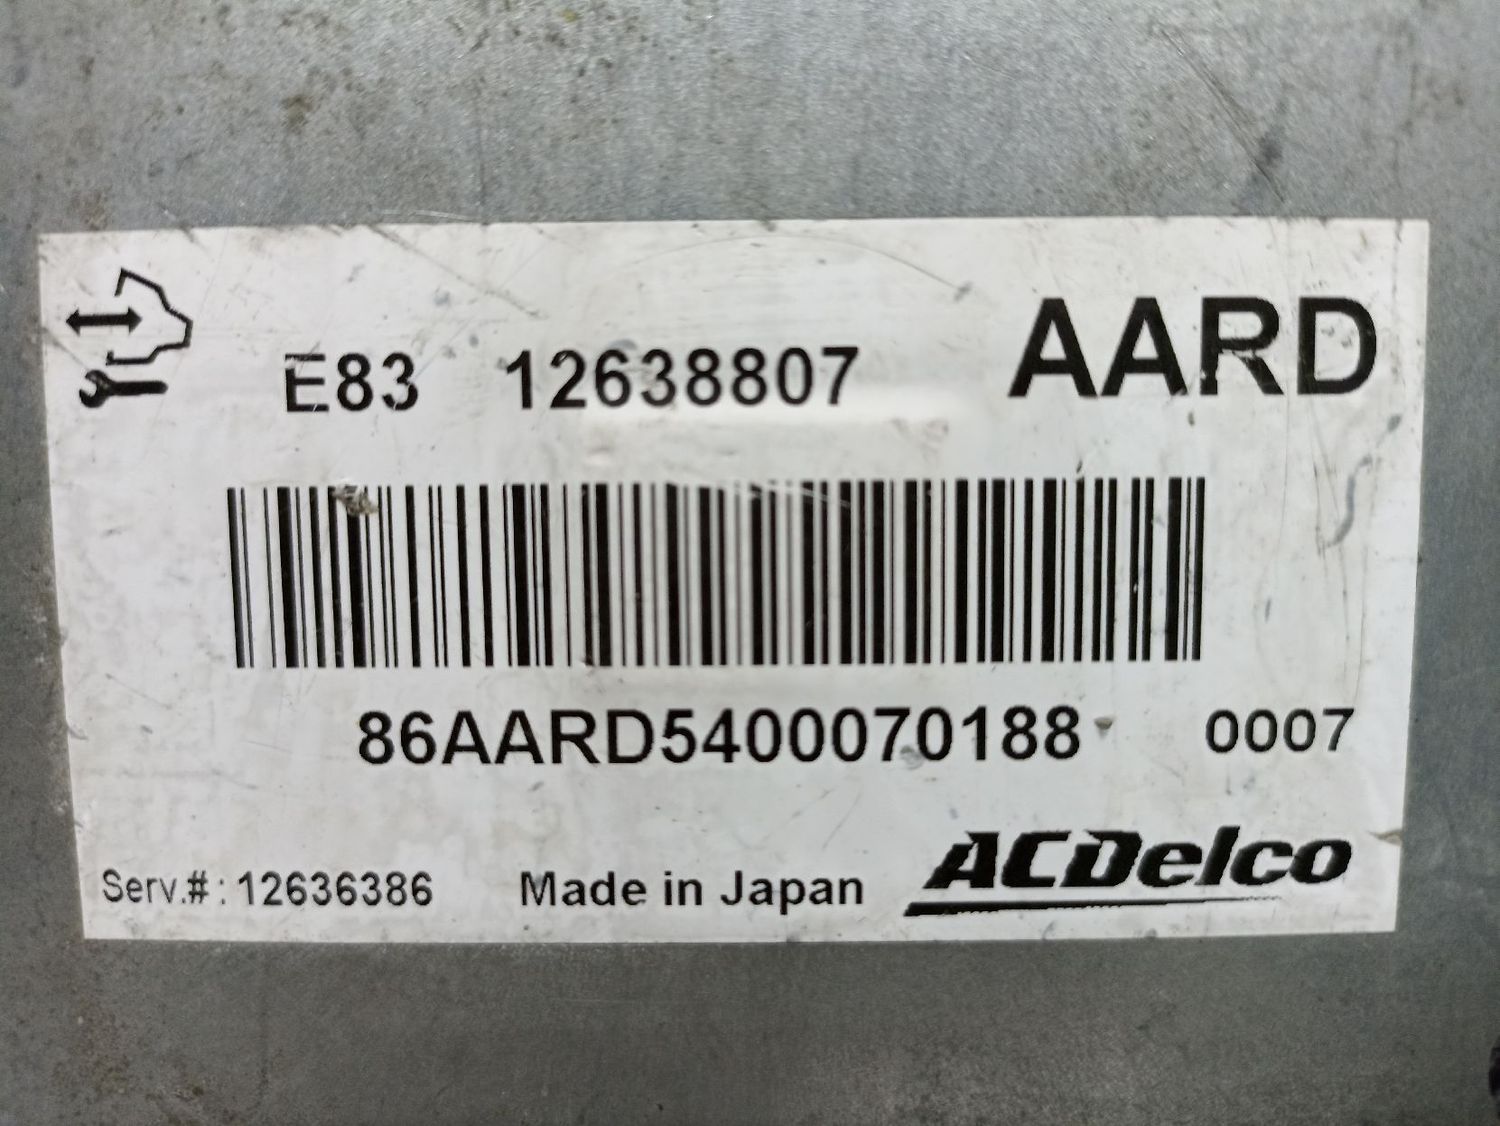 E83 12638807 AARD
86AARD5400070188 0007
Serv.#: 12636386 Made in Japan ACDelco